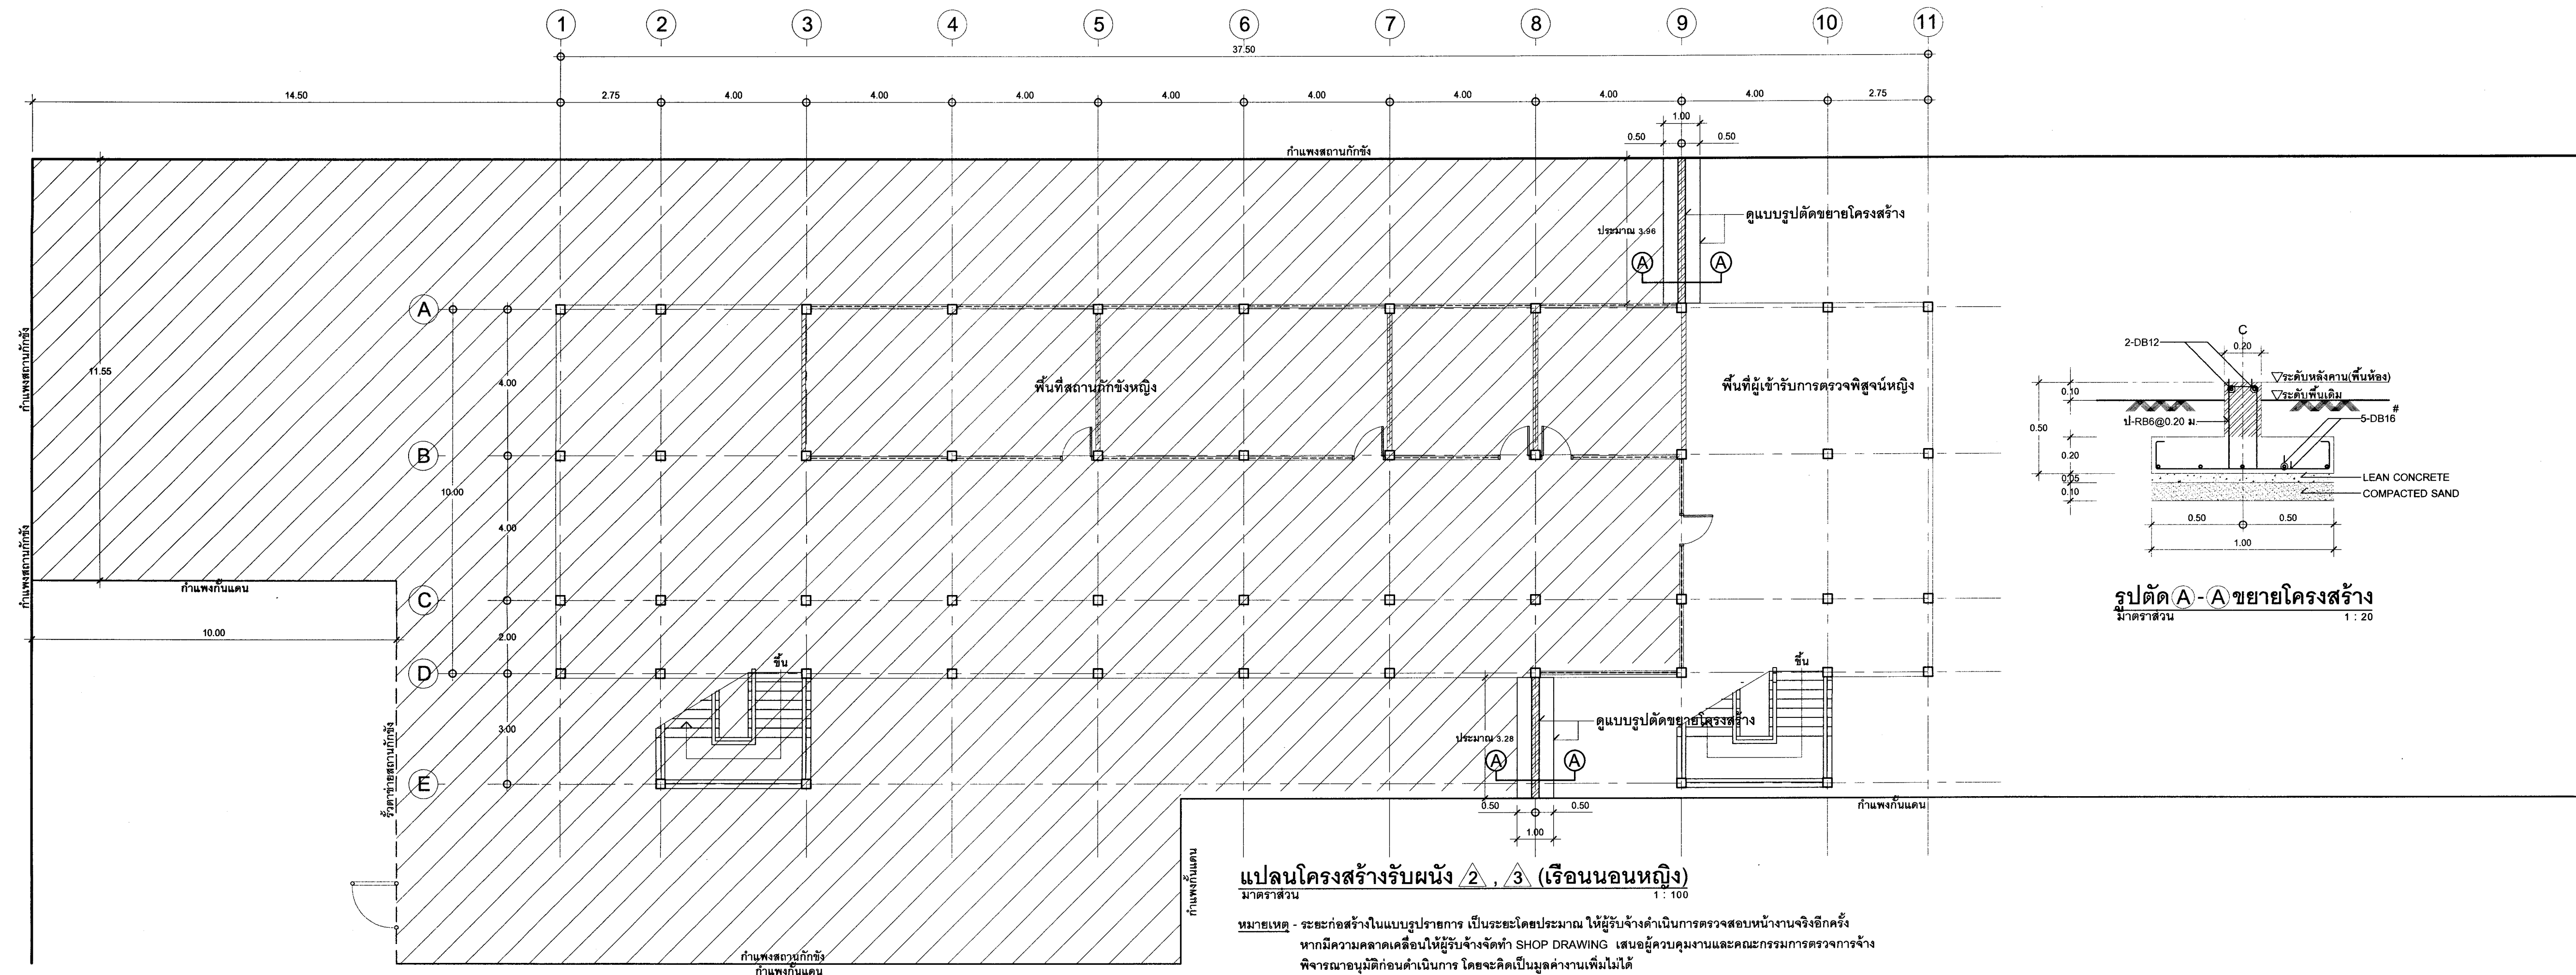 1 2 3 4 5 6 7 8 9 10 11
37.50
14.50 2.75 4.00 4.00 4.00 4.00 4.00 4.00 4.00 4.00 2.75
1.00
0.50 0.50
กำแพงสถานกักขัง
ดูแบบรูปตัดขยายโครงสร้าง
ประมาณ 3.96
A A
A
กำแพงสถานกักขัง
11.55
4.00
พื้นที่สถานกักขังหญิง
พื้นที่ผู้เข้ารับการตรวจพิสูจน์หญิง
B
10.00
4.00
กำแพงสถานกักขัง
กำแพงกั้นแดน
C
10.00
2.00
D
ขึ้น
ขึ้น
3.00
รั้วตาข่ายสถานกักขัง
ดูแบบรูปตัดขยายโครงสร้าง
ประมาณ 3.28
A A
E
0.50 0.50
1.00
กำแพงกั้นแดน
กำแพงกั้นแดน
กำแพงสถานกักขัง
กำแพงกั้นแดน
C
2-DB12
0.20
ระดับหลังคาน(พื้นห้อง)
ระดับพื้นเดิม
0.10
#
ป-RB6@0.20 ม.
5-DB16
0.50
0.20
0.05
LEAN CONCRETE
0.10
COMPACTED SAND
0.50 0.50
1.00
รูปตัด A - A ขยายโครงสร้าง
มาตราส่วน 1 : 20
แปลนโครงสร้างรับผนัง 2 , 3 (เรือนนอนหญิง)
มาตราส่วน 1 : 100
หมายเหตุ - ระยะก่อสร้างในแบบรูปรายการ เป็นระยะโดยประมาณ ให้ผู้รับจ้างดำเนินการตรวจสอบหน้างานจริงอีกครั้ง
หากมีความคลาดเคลื่อนให้ผู้รับจ้างจัดทำ SHOP DRAWING เสนอผู้ควบคุมงานและคณะกรรมการตรวจการจ้าง
พิจารณาอนุมัติก่อนดำเนินการ โดยจะคิดเป็นมูลค่างานเพิ่มไม่ได้